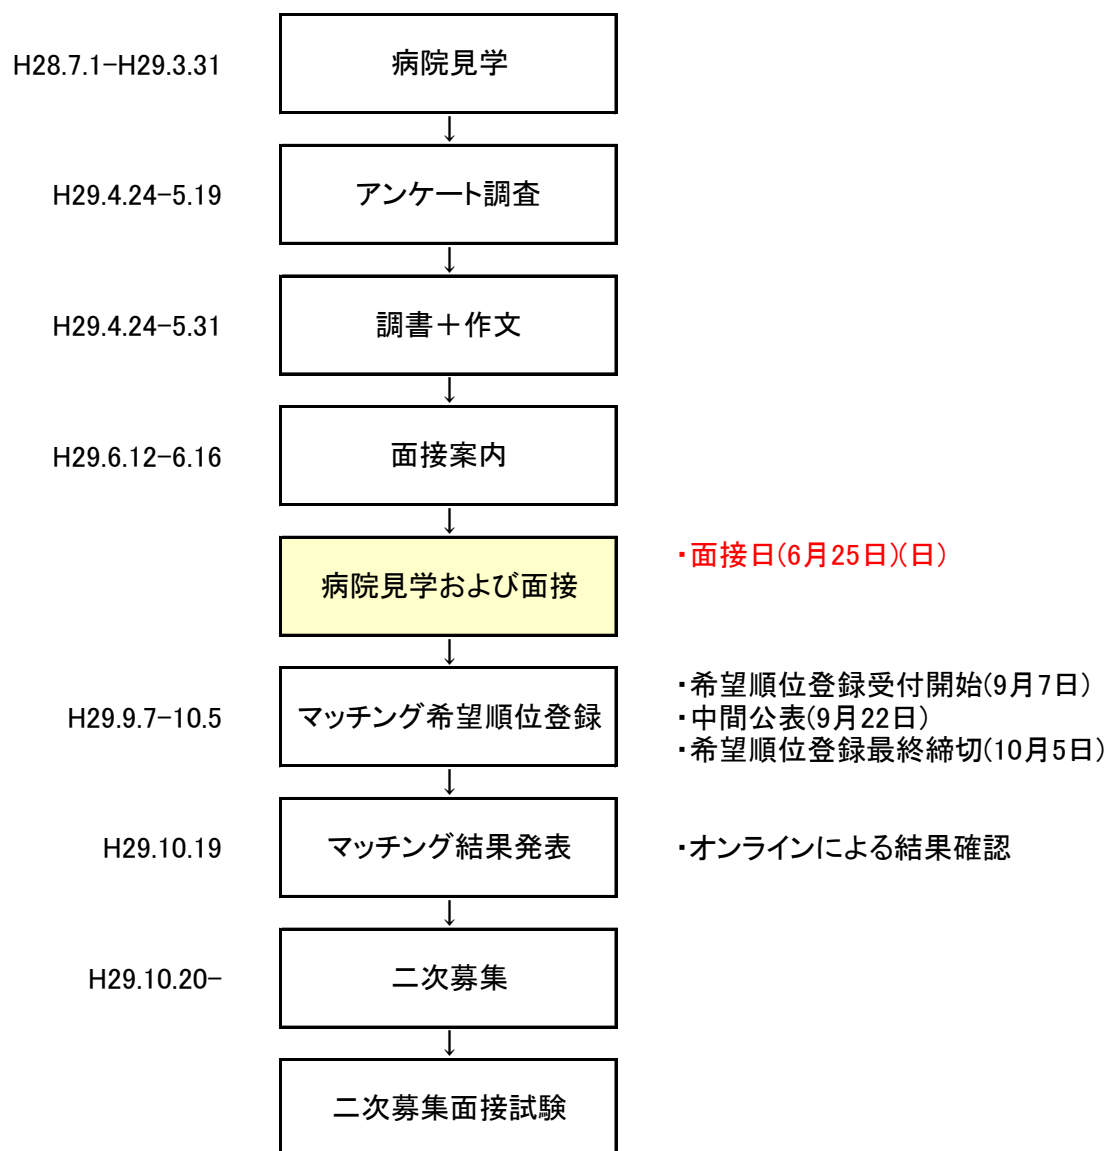 H28.7.1-H29.3.31
病院見学
↓
H29.4.24-5.19
アンケート調査
↓
H29.4.24-5.31
調書＋作文
↓
H29.6.12-6.16
面接案内
↓
病院見学および面接
・面接日(6月25日)(日)
↓
H29.9.7-10.5
マッチング希望順位登録
・希望順位登録受付開始(9月7日)
・中間公表(9月22日)
・希望順位登録最終締切(10月5日)
↓
H29.10.19
マッチング結果発表
・オンラインによる結果確認
↓
H29.10.20-
二次募集
↓
二次募集面接試験